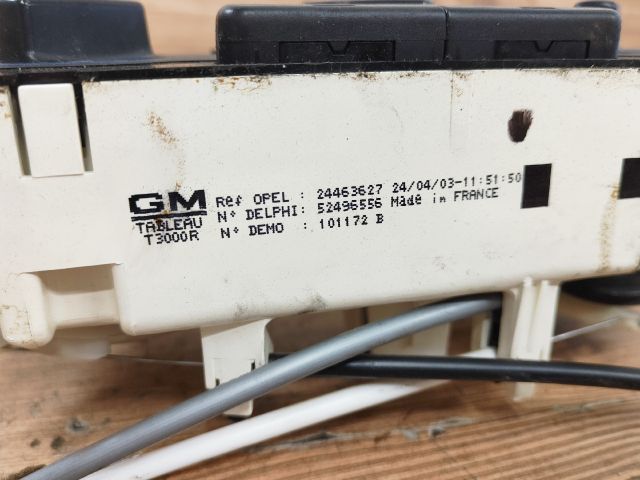 GM Ref OPEL : 24463627 24/04/03-11:51:50
TABLEAU N° DELPHI: 52496556 Made in FRANCE
T3000R N° DEMO : 101172 B